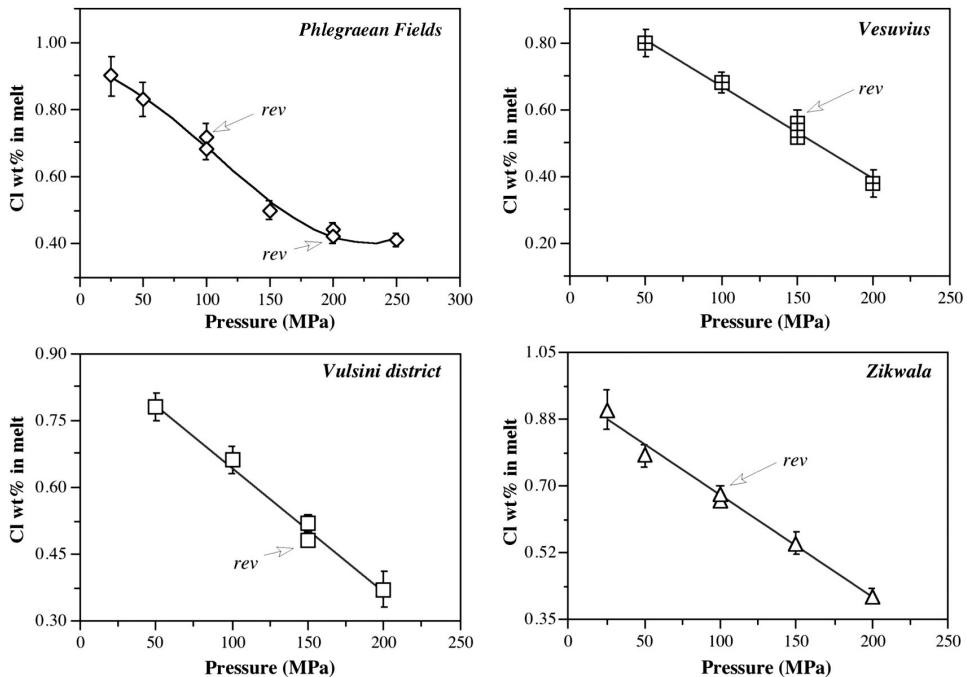 Phlegraean Fields
Cl wt% in melt
1.00
0.80
0.60
0.40
rev
rev
0 50 100 150 200 250 300
Pressure (MPa)
Vesuvius
Cl wt% in melt
0.80
0.60
0.40
0.20
rev
0 50 100 150 200 250
Pressure (MPa)
Vulsini district
Cl wt% in melt
0.90
0.75
0.60
0.45
0.30
rev
0 50 100 150 200 250
Pressure (MPa)
Zikwala
Cl wt% in melt
1.05
0.88
0.70
0.52
0.35
rev
0 50 100 150 200 250
Pressure (MPa)